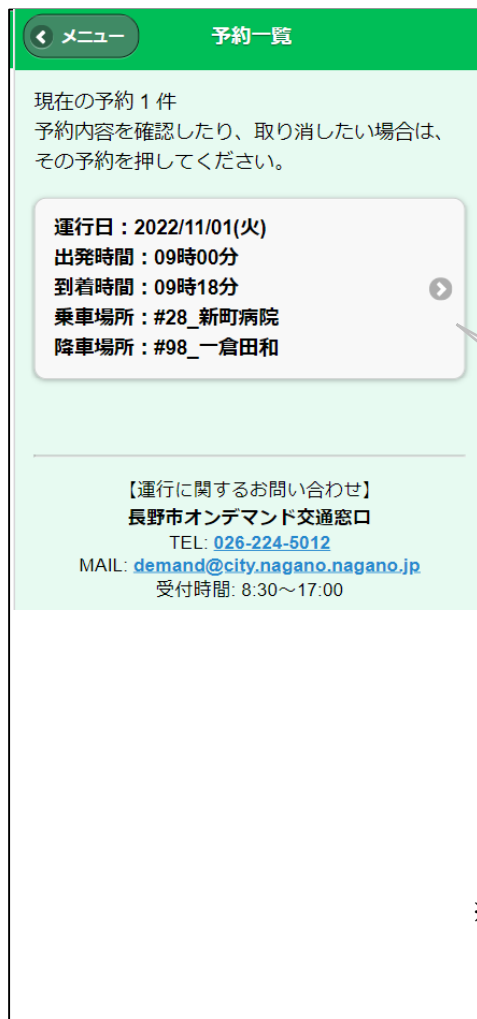 メニュー
予約一覧
現在の予約 1 件
予約内容を確認したり、取り消したい場合は、
その予約を押してください。
運行日：2022/11/01(火)
出発時間：09時00分
到着時間：09時18分
乗車場所：#28_新町病院
降車場所：#98_一倉田和
【運行に関するお問い合わせ】
長野市オンデマンド交通窓口
TEL: 026-224-5012
MAIL: demand@city.nagano.nagano.jp
受付時間: 8:30～17:00